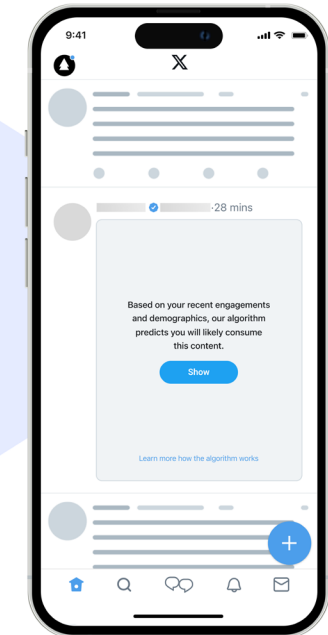 9:41
X
·28 mins
Based on your recent engagements
and demographics, our algorithm
predicts you will likely consume
this content.
Show
Learn more how the algorithm works